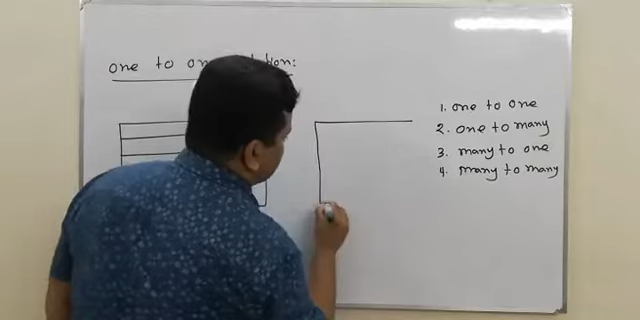 one to
1. one to one
2. one to many
3. many to one
4. many to many